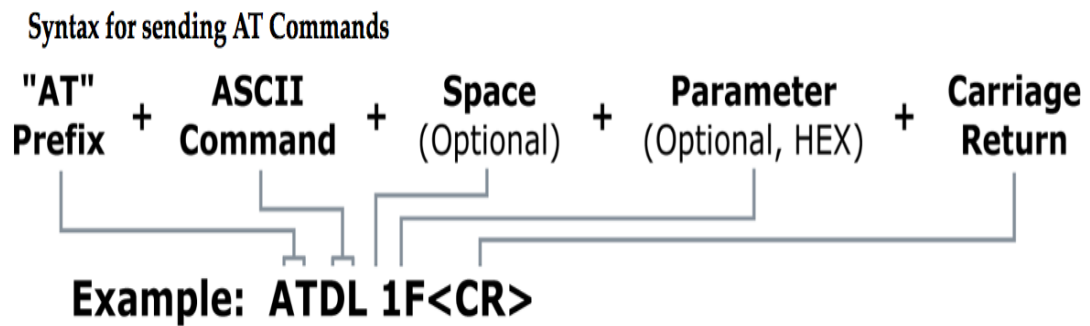 Syntax for sending AT Commands
"AT" + ASCII + Space + Parameter + Carriage
Prefix Command (Optional) (Optional, HEX) Return
Example: ATDL 1F<CR>